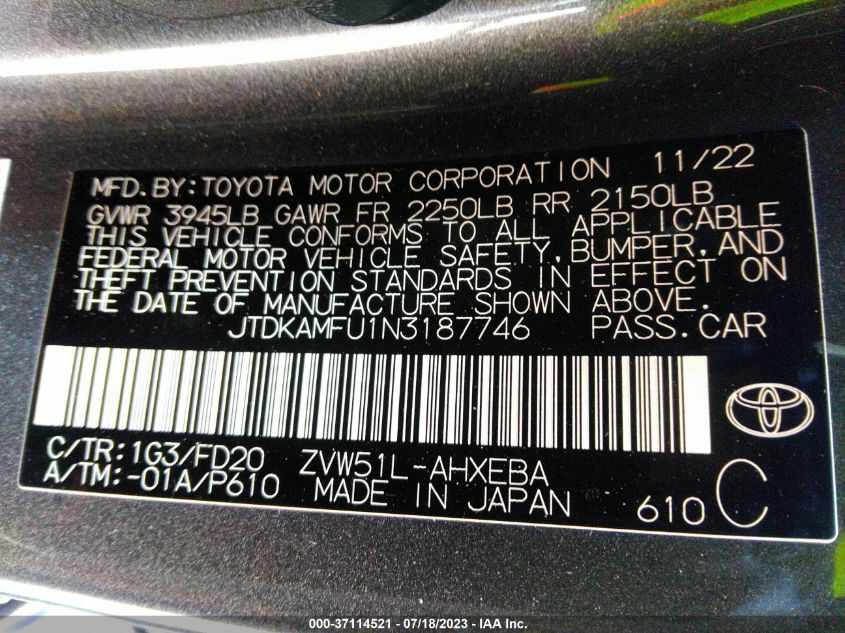 MFD. BY: TOYOTA MOTOR CORPORATION 11/22
GVWR 3945LB GAWR FR 2250LB RR 2150LB
THIS VEHICLE CONFORMS TO ALL APPLICABLE
FEDERAL MOTOR VEHICLE SAFETY, BUMPER, AND
THEFT PREVENTION STANDARDS IN EFFECT ON
THE DATE OF MANUFACTURE SHOWN ABOVE.
JTDKAMFU1N3187746 PASS. CAR
C/TR: 1G3/FD20 ZVW51L-AHXEBA
A/TM: -01A/P610 MADE IN JAPAN
610 C
000-37114521 - 07/18/2023 - IAA Inc.